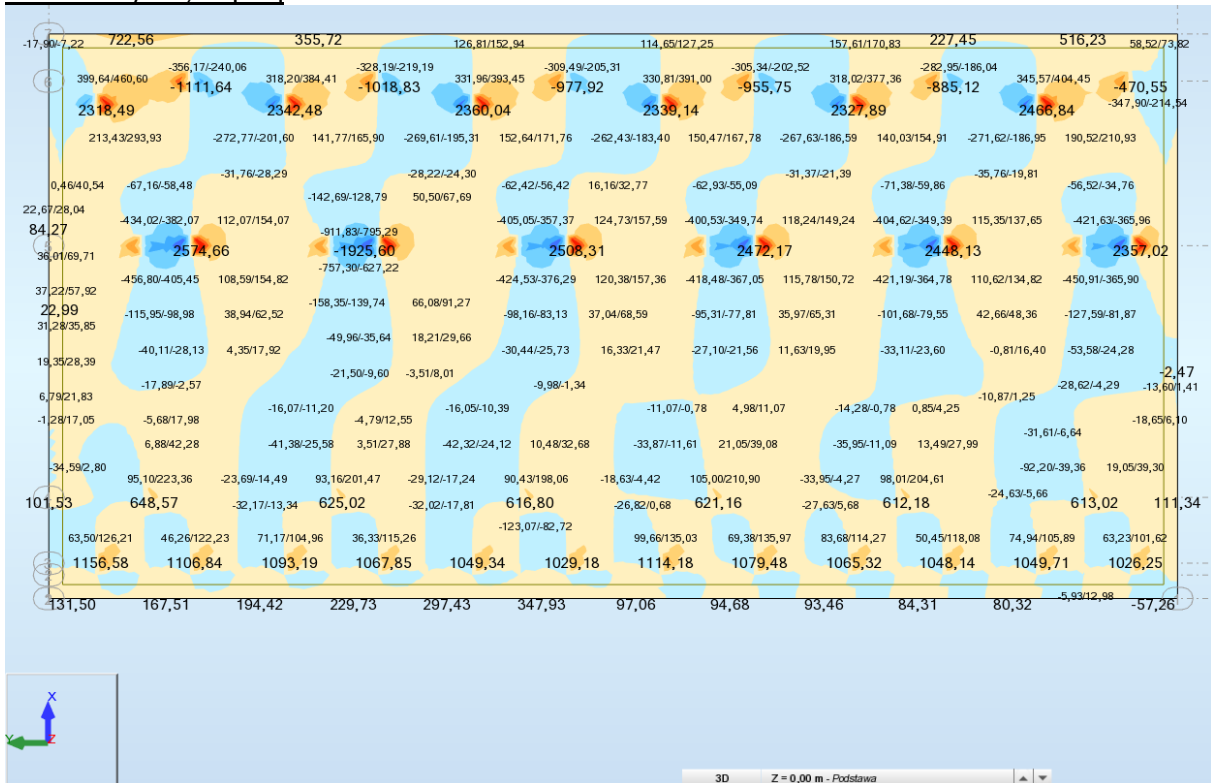 722,56 355,72 126,81/152,94 114,65/127,25 157,61/170,83 227,45 516,23 58,52/73,82
-17,90/-7,22
-356,17/-240,06 -328,19/-219,19 -309,49/-205,31 -305,34/-202,52 -282,95/-186,04
399,64/460,60 318,20/384,41 331,96/393,45 330,81/391,00 318,02/377,36 345,57/404,45
6 -1111,64 -1018,83 -977,92 -955,75 -885,12 -470,55
2318,49 2342,48 2360,04 2339,14 2327,89 2466,84 -347,90/-214,54
213,43/293,93 -272,77/-201,60 141,77/165,90 -269,61/-195,31 152,64/171,76 -262,43/-183,40 150,47/167,78 -267,63/-186,59 140,03/154,91 -271,62/-186,95 190,52/210,93
-31,76/-28,29 -28,22/-24,30 -31,37/-21,39 -35,76/-19,81
0,46/40,54 -67,16/-58,48 -62,42/-56,42 16,16/32,77 -62,93/-55,09 -71,38/-59,86 -56,52/-34,76
-142,69/-128,79 50,50/67,69
22,67/28,04
-434,02/-382,07 112,07/154,07 -405,05/-357,37 124,73/157,59 -400,53/-349,74 118,24/149,24 -404,62/-349,39 115,35/137,65 -421,63/-365,96
84,27 -911,83/-795,29
2574,66 -1925,60 2508,31 2472,17 2448,13 2357,02
36,01/69,71
-757,30/-627,22
-456,80/-405,45 108,59/154,82 -424,53/-376,29 120,38/157,36 -418,48/-367,05 115,78/150,72 -421,19/-364,78 110,62/134,82 -450,91/-365,90
37,22/57,92
-158,35/-139,74 66,08/91,27
22,99 -115,95/-98,98 38,94/62,52 -98,16/-83,13 37,04/68,59 -95,31/-77,81 35,97/65,31 -101,68/-79,55 42,66/48,36 -127,59/-81,87
31,28/35,85
-49,96/-35,64 18,21/29,66
-40,11/-28,13 4,35/17,92 -30,44/-25,73 16,33/21,47 -27,10/-21,56 11,63/19,95 -33,11/-23,60 -0,81/16,40 -53,58/-24,28
19,35/28,39
-21,50/-9,60 -3,51/8,01 -2,47
-17,89/-2,57 -9,98/-1,34 -28,62/-4,29 -13,60/1,41
6,79/21,83 -10,87/1,25
-16,07/-11,20 -16,05/-10,39 -11,07/-0,78 4,98/11,07 -14,28/-0,78 0,85/4,25
-1,28/17,05 -5,68/17,98 -4,79/12,55 -18,65/6,10
-31,61/-6,64
6,88/42,28 -41,38/-25,58 3,51/27,88 -42,32/-24,12 10,48/32,68 -33,87/-11,61 21,05/39,08 -35,95/-11,09 13,49/27,99
-34,59/2,80 -92,20/-39,36 19,05/39,30
95,10/223,36 -23,69/-14,49 93,16/201,47 -29,12/-17,24 90,43/198,06 -18,63/-4,42 105,00/210,90 -33,95/-4,27 98,01/204,61
-24,63/-5,66
101,53 648,57 -32,17/-13,34 625,02 -32,02/-17,81 616,80 -26,82/0,68 621,16 -27,63/5,68 612,18 613,02 111,34
-123,07/-82,72
63,50/126,21 46,26/122,23 71,17/104,96 36,33/115,26 99,66/135,03 69,38/135,97 83,68/114,27 50,45/118,08 74,94/105,89 63,23/101,62
1156,58 1106,84 1093,19 1067,85 1049,34 1029,18 1114,18 1079,48 1065,32 1048,14 1049,71 1026,25
-5,93/12,98
131,50 167,51 194,42 229,73 297,43 347,93 97,06 94,68 93,46 84,31 80,32 -57,26
X
Y Z
3D Z = 0,00 m - Podstawa